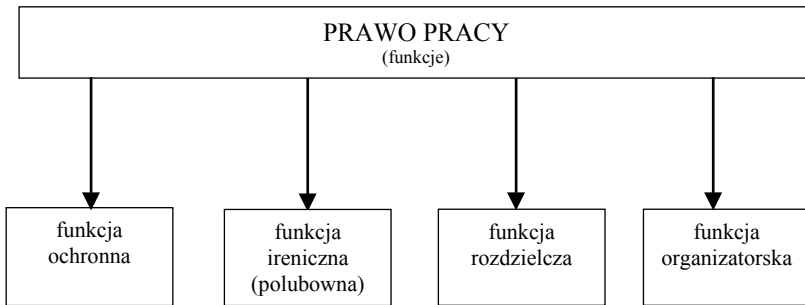 PRAWO PRACY
(funkcje)
funkcja
ochronna
funkcja
ireniczna
(polubowna)
funkcja
rozdzielcza
funkcja
organizatorska